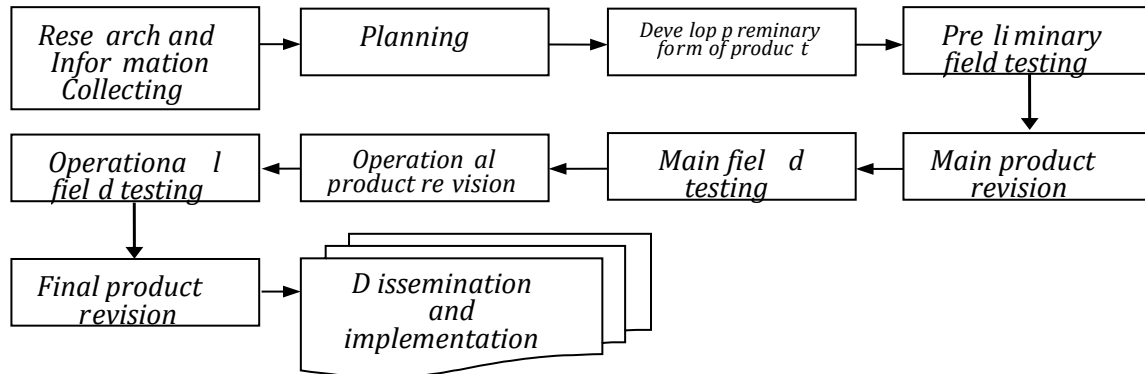 Rese arch and
Infor mation
Collecting
Planning
Deve lop p reminary
form of produc t
Pre li minary
field testing
Main product
revision
Main fiel d
testing
Operation al
product re vision
Operationa l
fiel d testing
Final product
revision
D issemination
and
implementation